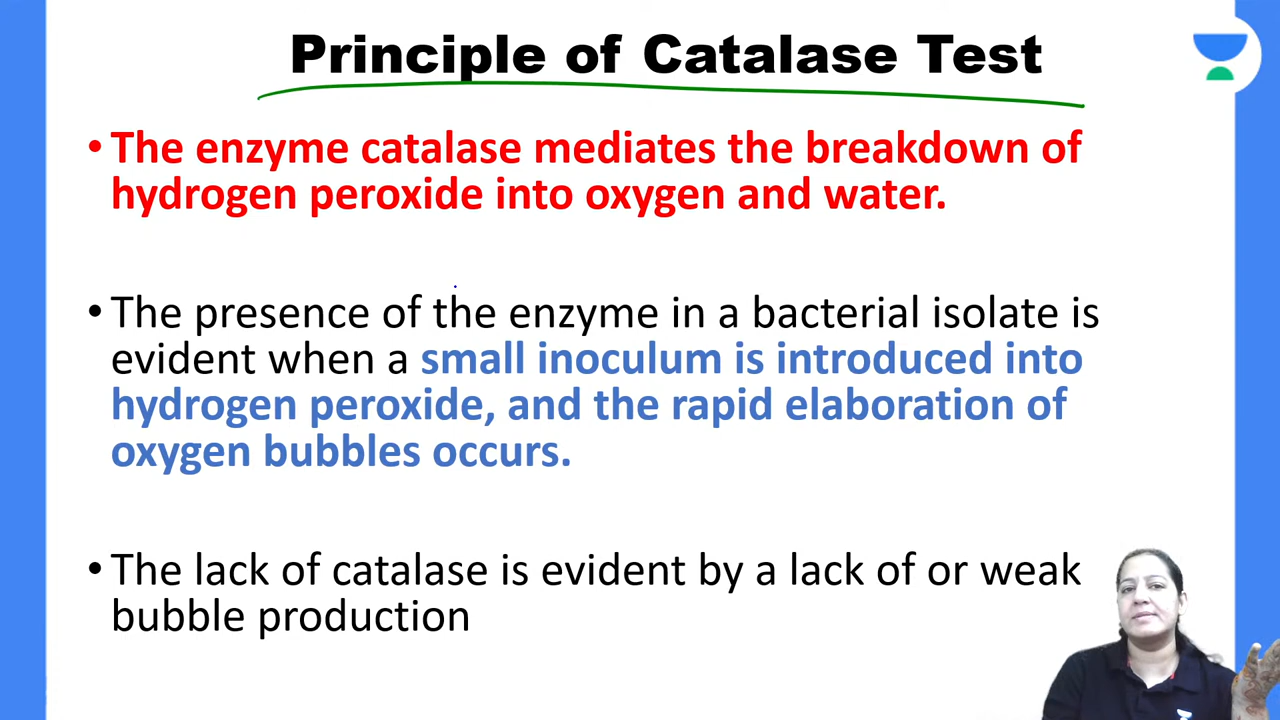 Principle of Catalase Test
• The enzyme catalase mediates the breakdown of
hydrogen peroxide into oxygen and water.
• The presence of the enzyme in a bacterial isolate is
evident when a small inoculum is introduced into
hydrogen peroxide, and the rapid elaboration of
oxygen bubbles occurs.
• The lack of catalase is evident by a lack of or weak
bubble production